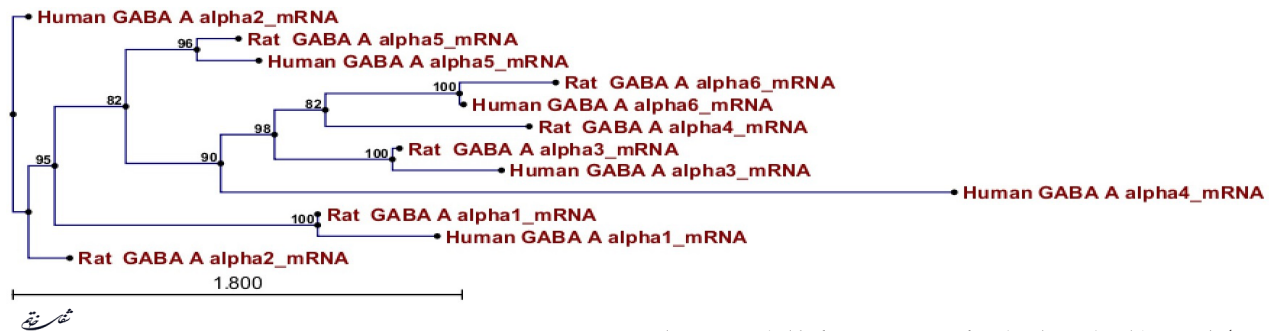 Human GABA A alpha2_mRNA
96 Rat GABA A alpha5_mRNA
Human GABA A alpha5_mRNA
100 Rat GABA A alpha6_mRNA
82 82 Human GABA A alpha6_mRNA
98 Rat GABA A alpha4_mRNA
95 90 100 Rat GABA A alpha3_mRNA
Human GABA A alpha3_mRNA
Human GABA A alpha4_mRNA
100 Rat GABA A alpha1_mRNA
Human GABA A alpha1_mRNA
Rat GABA A alpha2_mRNA
1.800